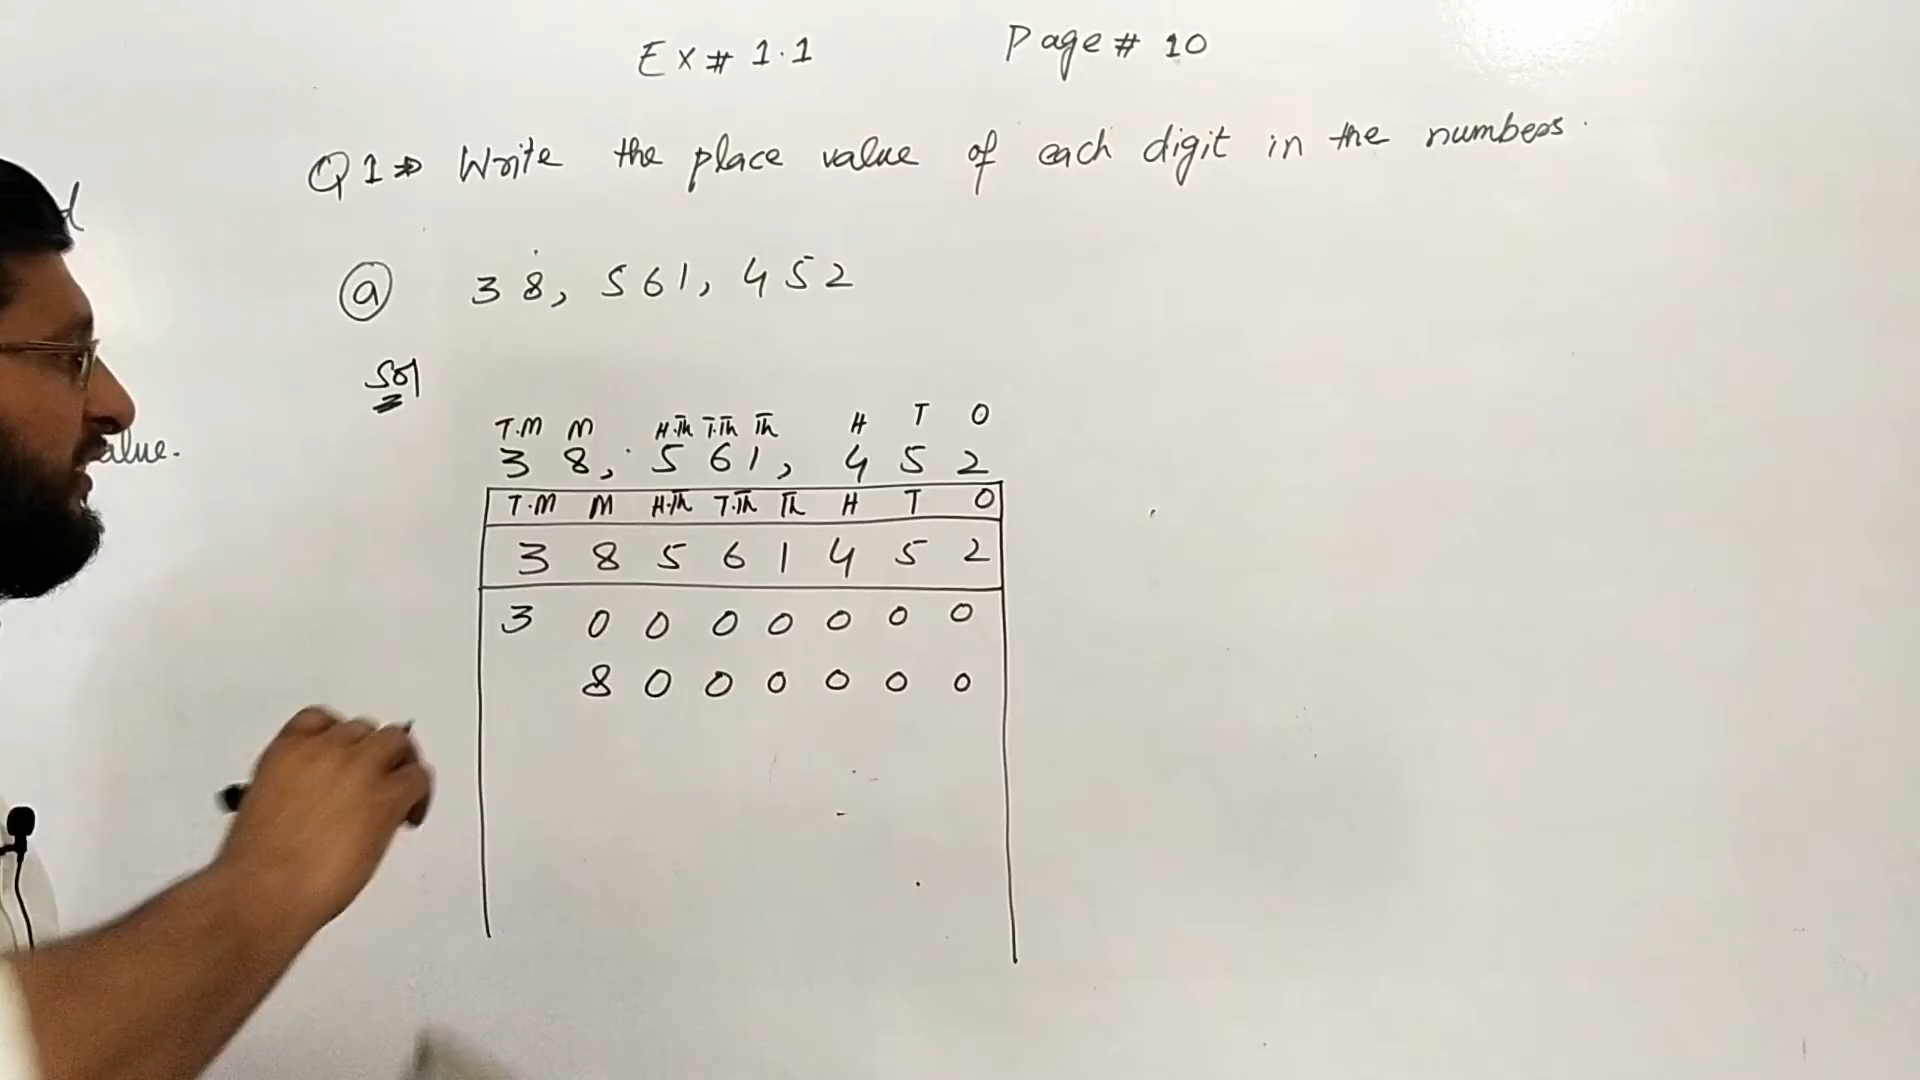 Ex# 1.1 Page# 10
Q1⇒ Write the place value of each digit in the numbers.
ⓐ 38, 561, 452
Sol
alue.
T.M M H.Th T.Th Th H T O
3 8, 5 6 1, 4 5 2
T.M M H.Th T.Th Th H T O
3 8 5 6 1 4 5 2
3 0 0 0 0 0 0 0
8 0 0 0 0 0 0